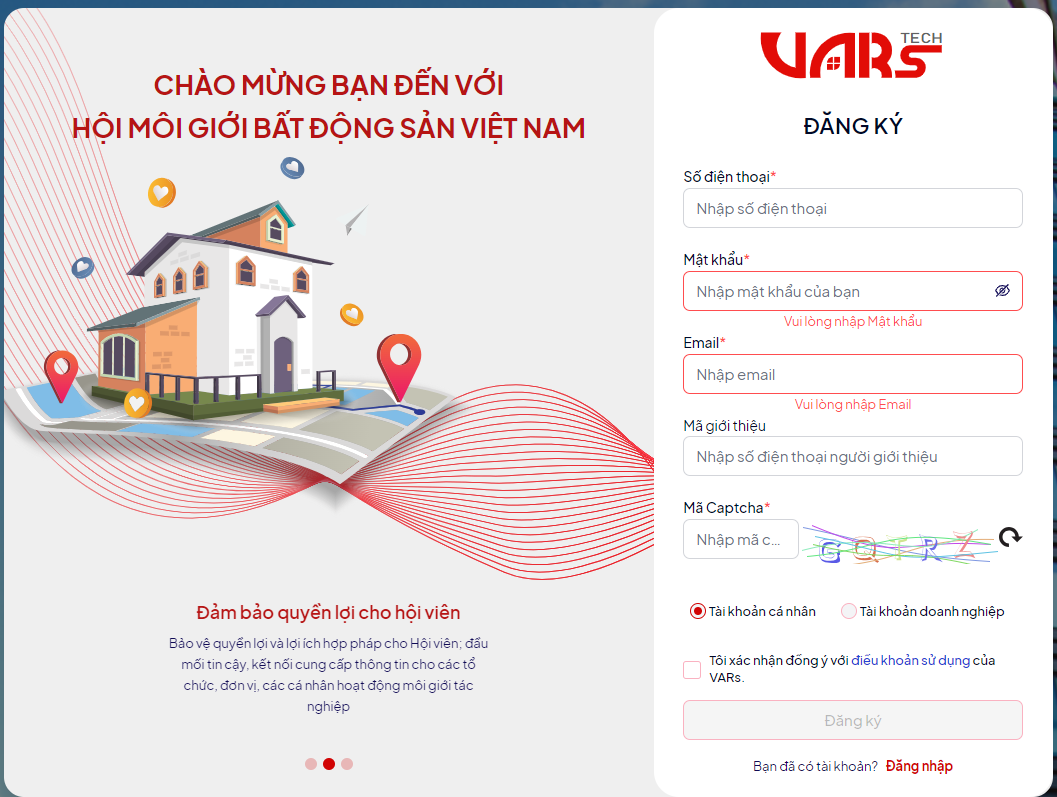 CHÀO MỪNG BẠN ĐẾN VỚI
HỘI MÔI GIỚI BẤT ĐỘNG SẢN VIỆT NAM
Đảm bảo quyền lợi cho hội viên
Bảo vệ quyền lợi và lợi ích hợp pháp cho Hội viên; đầu
mối tin cậy, kết nối cung cấp thông tin cho các tổ
chức, đơn vị, các cá nhân hoạt động môi giới tác
nghiệp
VARs TECH
ĐĂNG KÝ
Số điện thoại*
Nhập số điện thoại
Mật khẩu*
Nhập mật khẩu của bạn
Vui lòng nhập Mật khẩu
Email*
Nhập email
Vui lòng nhập Email
Mã giới thiệu
Nhập số điện thoại người giới thiệu
Mã Captcha*
Nhập mã c...
Tài khoản cá nhân
Tài khoản doanh nghiệp
Tôi xác nhận đồng ý với điều khoản sử dụng của
VARs.
Đăng ký
Bạn đã có tài khoản? Đăng nhập